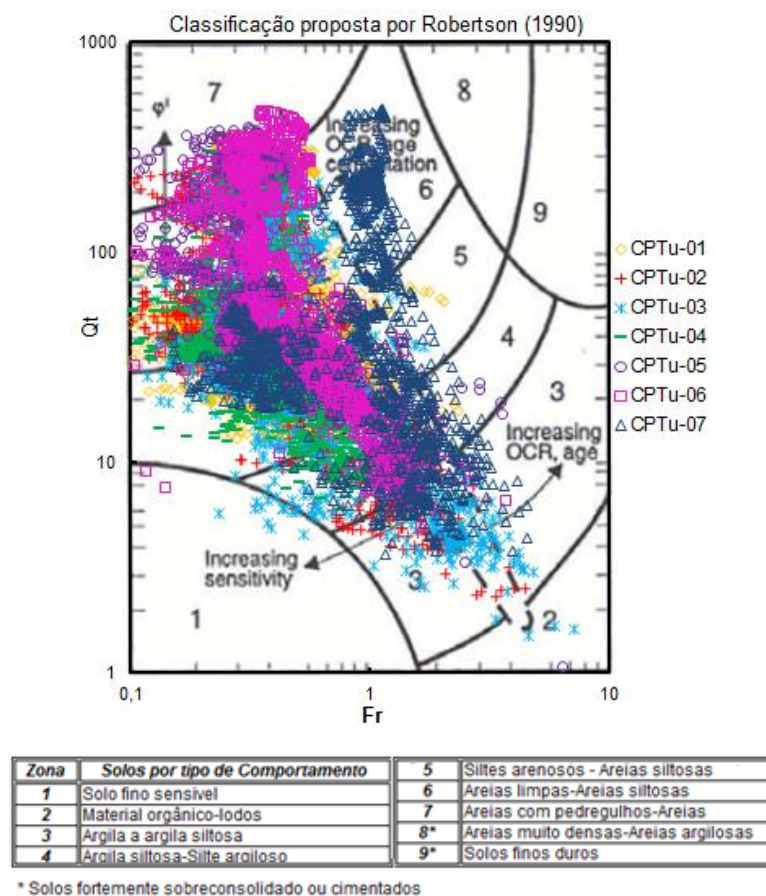 Classificação proposta por Robertson (1990)
1000
100
10
1
Qt
0,1
1
10
Fr
7
8
φ'
Increasing
OCR, age
cementation
6
9
5
4
3
Increasing
OCR, age
Increasing
sensitivity
3
1
2
CPTu-01
CPTu-02
CPTu-03
CPTu-04
CPTu-05
CPTu-06
CPTu-07
Zona Solos por tipo de Comportamento
1 Solo fino sensível
2 Material orgânico-lodos
3 Argila a argila siltosa
4 Argila siltosa-Silte argiloso
5 Siltes arenosos - Areias siltosas
6 Areias limpas-Areias siltosas
7 Areias com pedregulhos-Areias
8* Areias muito densas-Areias argilosas
9* Solos finos duros
* Solos fortemente sobreconsolidado ou cimentados